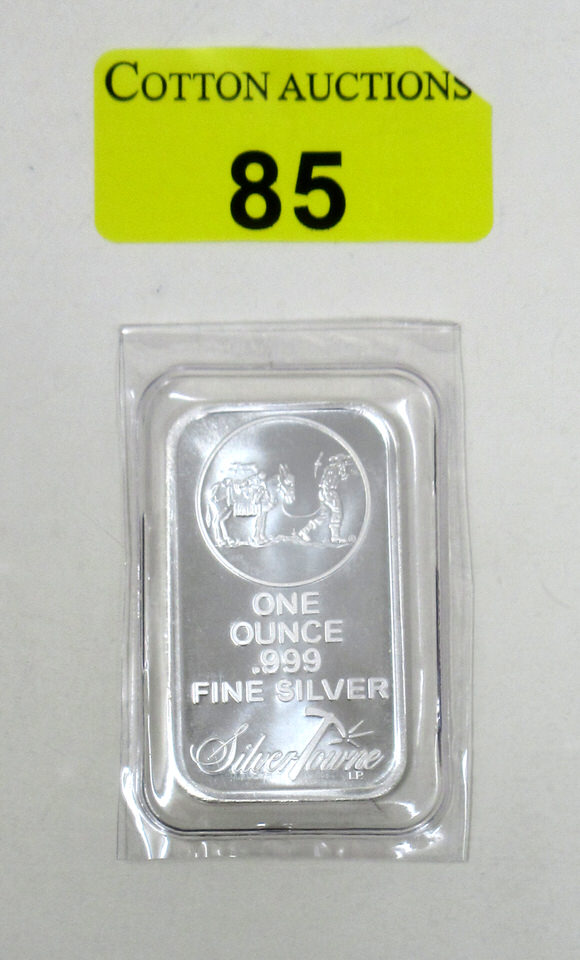 COTTON AUCTIONS
85
ONE
OUNCE
.999
FINE SILVER
SilverTowne
L.P.